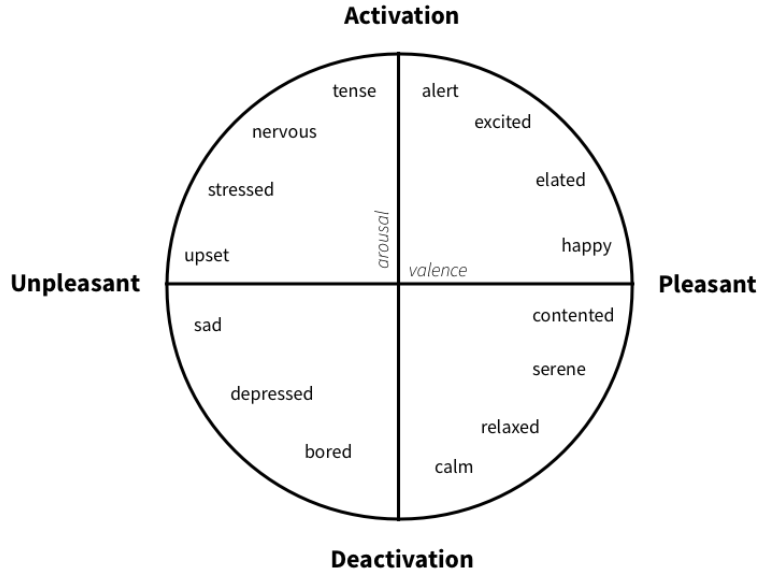 Activation
tense
alert
excited
nervous
elated
stressed
arousal
happy
upset
valence
Unpleasant
Pleasant
contented
sad
serene
depressed
relaxed
bored
calm
Deactivation